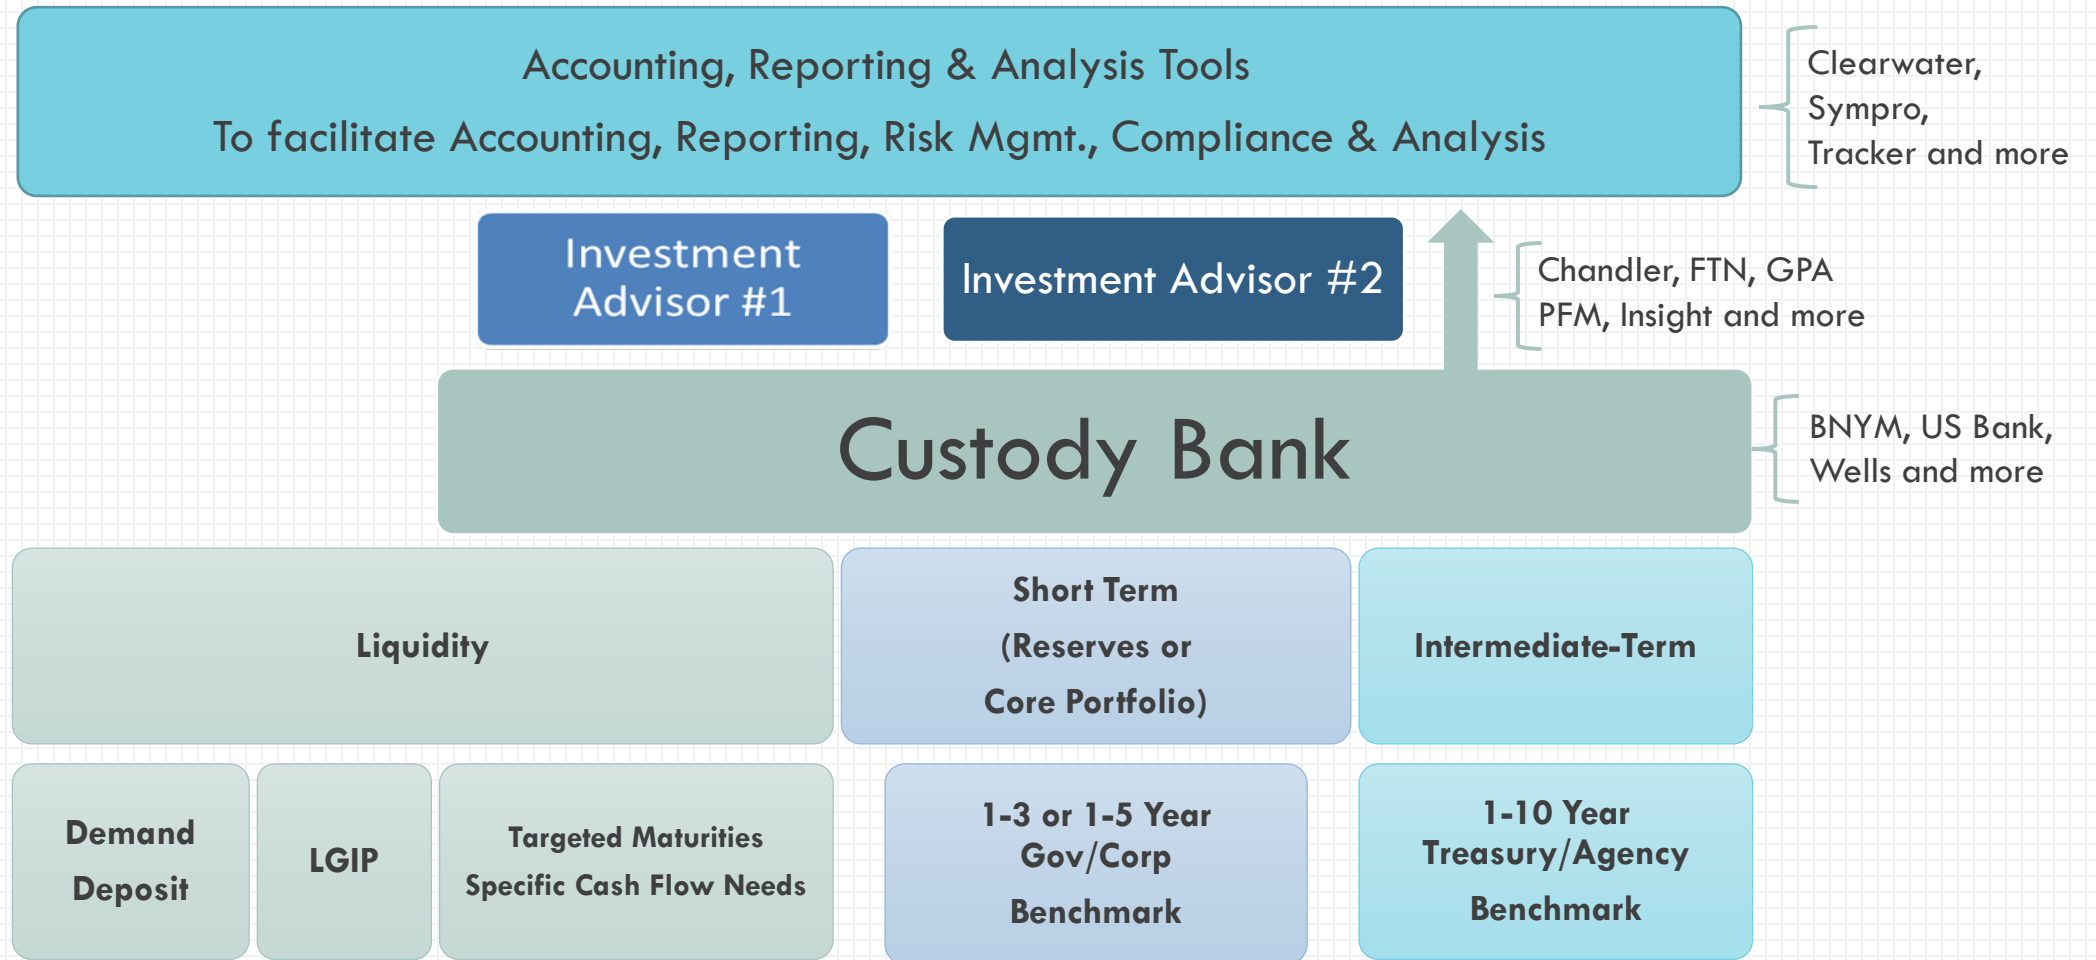 Accounting, Reporting & Analysis Tools
To facilitate Accounting, Reporting, Risk Mgmt., Compliance & Analysis
Clearwater,
Sympro,
Tracker and more
Investment
Advisor #1
Investment Advisor #2
Chandler, FTN, GPA
PFM, Insight and more
Custody Bank
BNYM, US Bank,
Wells and more
Liquidity
Short Term
(Reserves or
Core Portfolio)
Intermediate-Term
Demand
Deposit
LGIP
Targeted Maturities
Specific Cash Flow Needs
1-3 or 1-5 Year
Gov/Corp
Benchmark
1-10 Year
Treasury/Agency
Benchmark